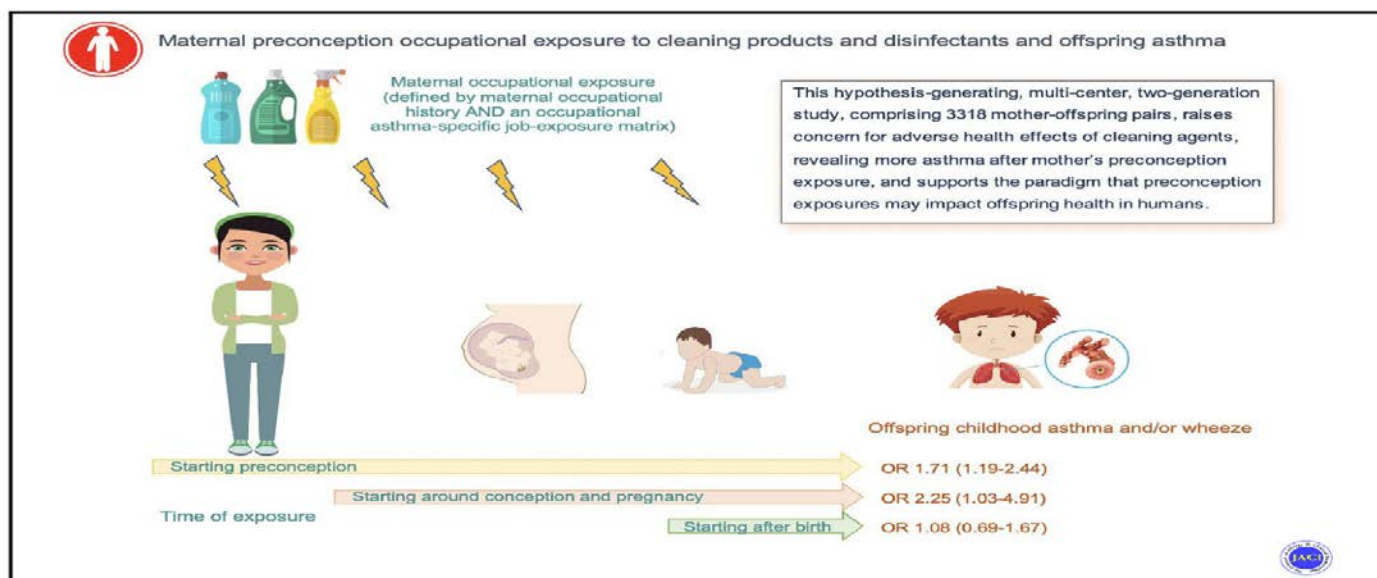 Maternal preconception occupational exposure to cleaning products and disinfectants and offspring asthma
Maternal occupational exposure
(defined by maternal occupational
history AND an occupational
asthma-specific job-exposure matrix)
This hypothesis-generating, multi-center, two-generation
study, comprising 3318 mother-offspring pairs, raises
concern for adverse health effects of cleaning agents,
revealing more asthma after mother's preconception
exposure, and supports the paradigm that preconception
exposures may impact offspring health in humans.
Offspring childhood asthma and/or wheeze
Starting preconception
OR 1.71 (1.19-2.44)
Starting around conception and pregnancy
OR 2.25 (1.03-4.91)
Time of exposure
Starting after birth
OR 1.08 (0.69-1.67)
JACI